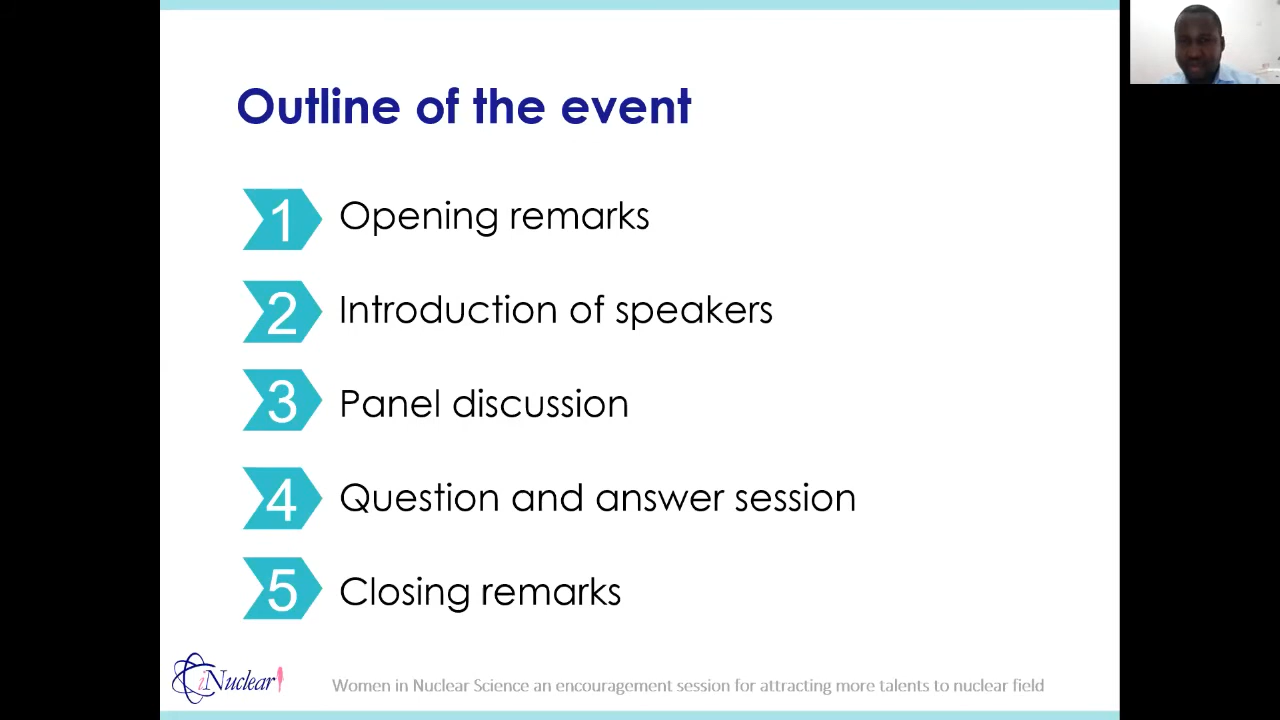 Outline of the event
1 Opening remarks
2 Introduction of speakers
3 Panel discussion
4 Question and answer session
5 Closing remarks
iNuclear
Women in Nuclear Science an encouragement session for attracting more talents to nuclear field